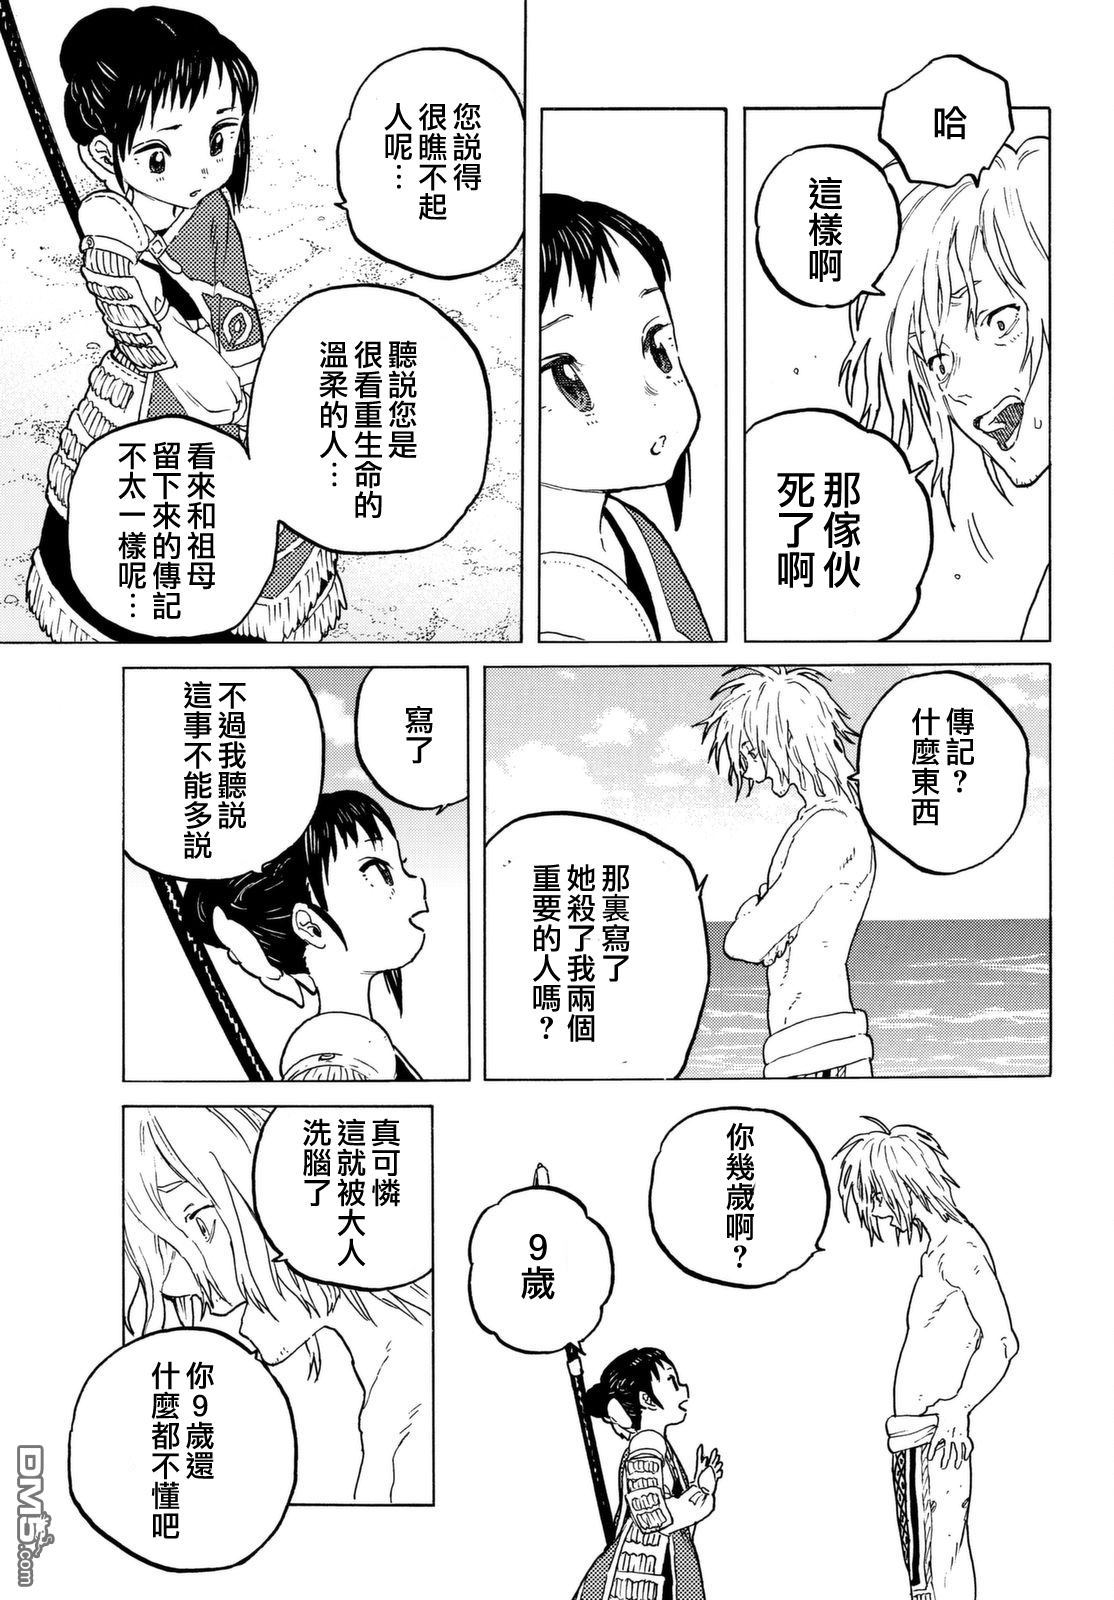 哈
這樣啊
那傢伙
死了啊
您説得
很瞧不起
人呢…
聽説您是
很看重生命的
溫柔的人…
看來和祖母
留下來的傳記
不太一樣呢…
傳記？
什麼東西
那裏寫了
她殺了我兩個
重要的人嗎？
寫了
不過我聽説
這事不能多説
你幾歲啊？
9歲
真可憐
這就被大人
洗腦了
你9歲還
什麼都不懂吧
DM5.com